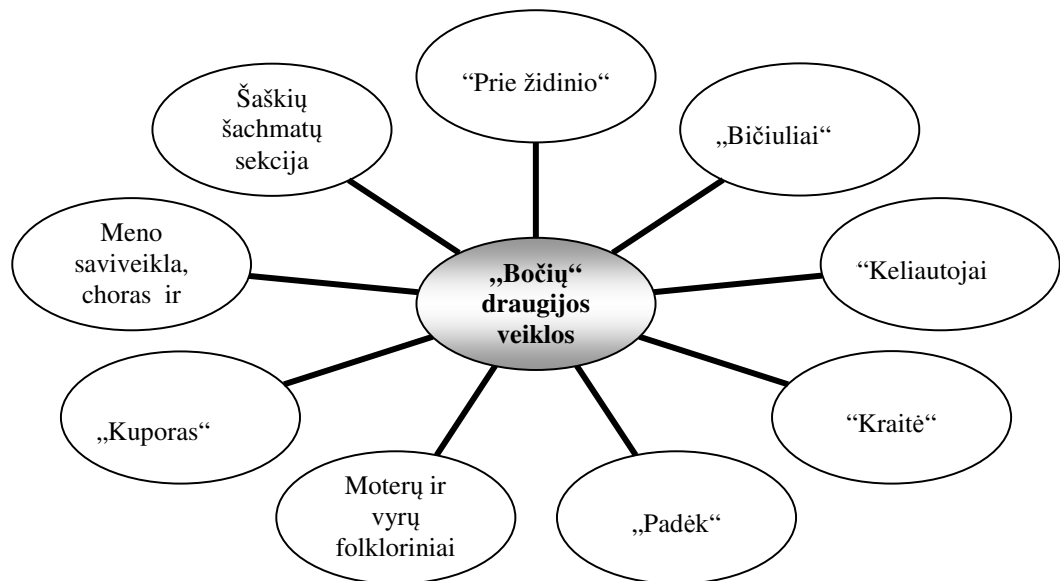 “Prie židinio“
Šaškių
šachmatų
sekcija
„Bičiuliai“
Meno
saviveikla,
choras ir
„Bočių“
draugijos
veiklos
“Keliautojai
„Kuporas“
“Kraitė“
Moterų ir
vyrų
folkloriniai
„Padėk“